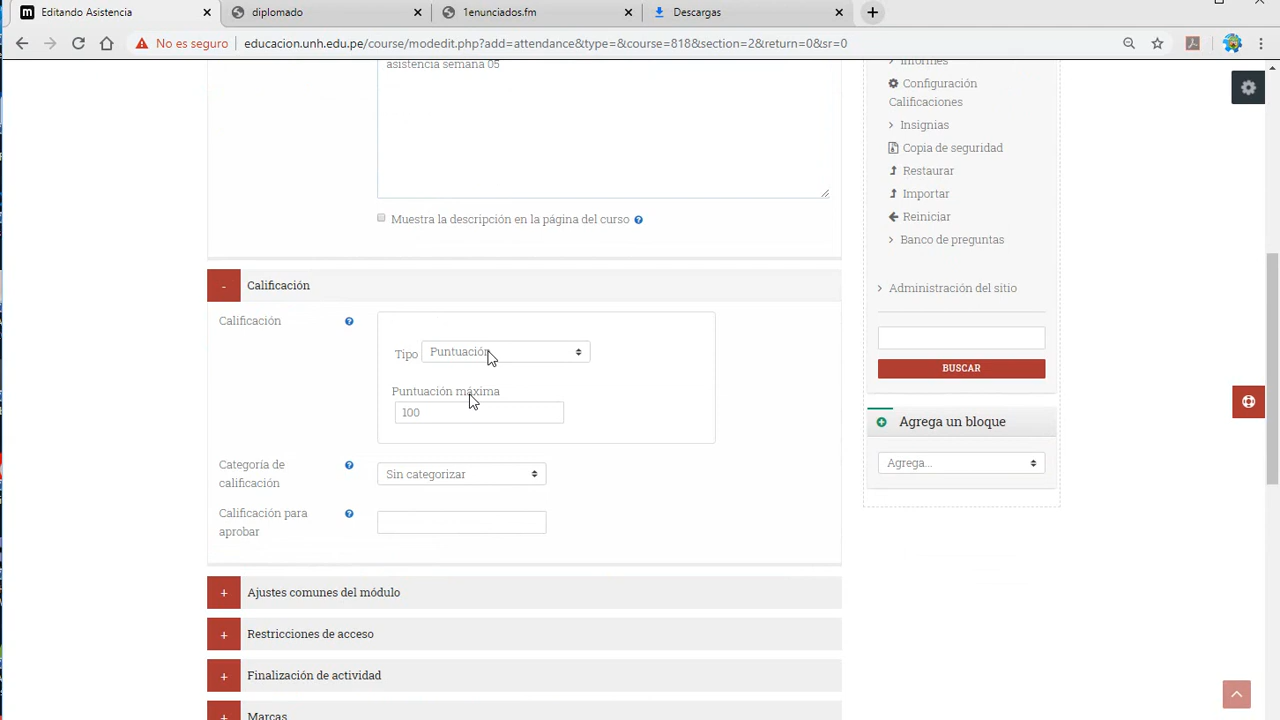 Editando Asistencia
diplomado
1enunciados.fm
Descargas
No es seguro
educacion.unh.edu.pe/course/modedit.php?add=attendance&type=&course=818&section=2&return=0&sr=0
asistencia semana 05
Muestra la descripción en la página del curso
- Calificación
Calificación
Tipo
Puntuación
Puntuación máxima
100
Categoría de
calificación
Sin categorizar
Calificación para
aprobar
+ Ajustes comunes del módulo
+ Restricciones de acceso
+ Finalización de actividad
+ Marcas
Informes
Configuración
Calificaciones
Insignias
Copia de seguridad
Restaurar
Importar
Reiniciar
Banco de preguntas
Administración del sitio
BUSCAR
Agrega un bloque
Agrega...